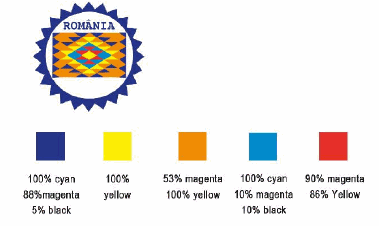 ROMÂNIA
100% cyan
88%magenta
5% black
100%
yellow
53% magenta
100% yellow
100% cyan
10% magenta
10% black
90% magenta
86% Yellow